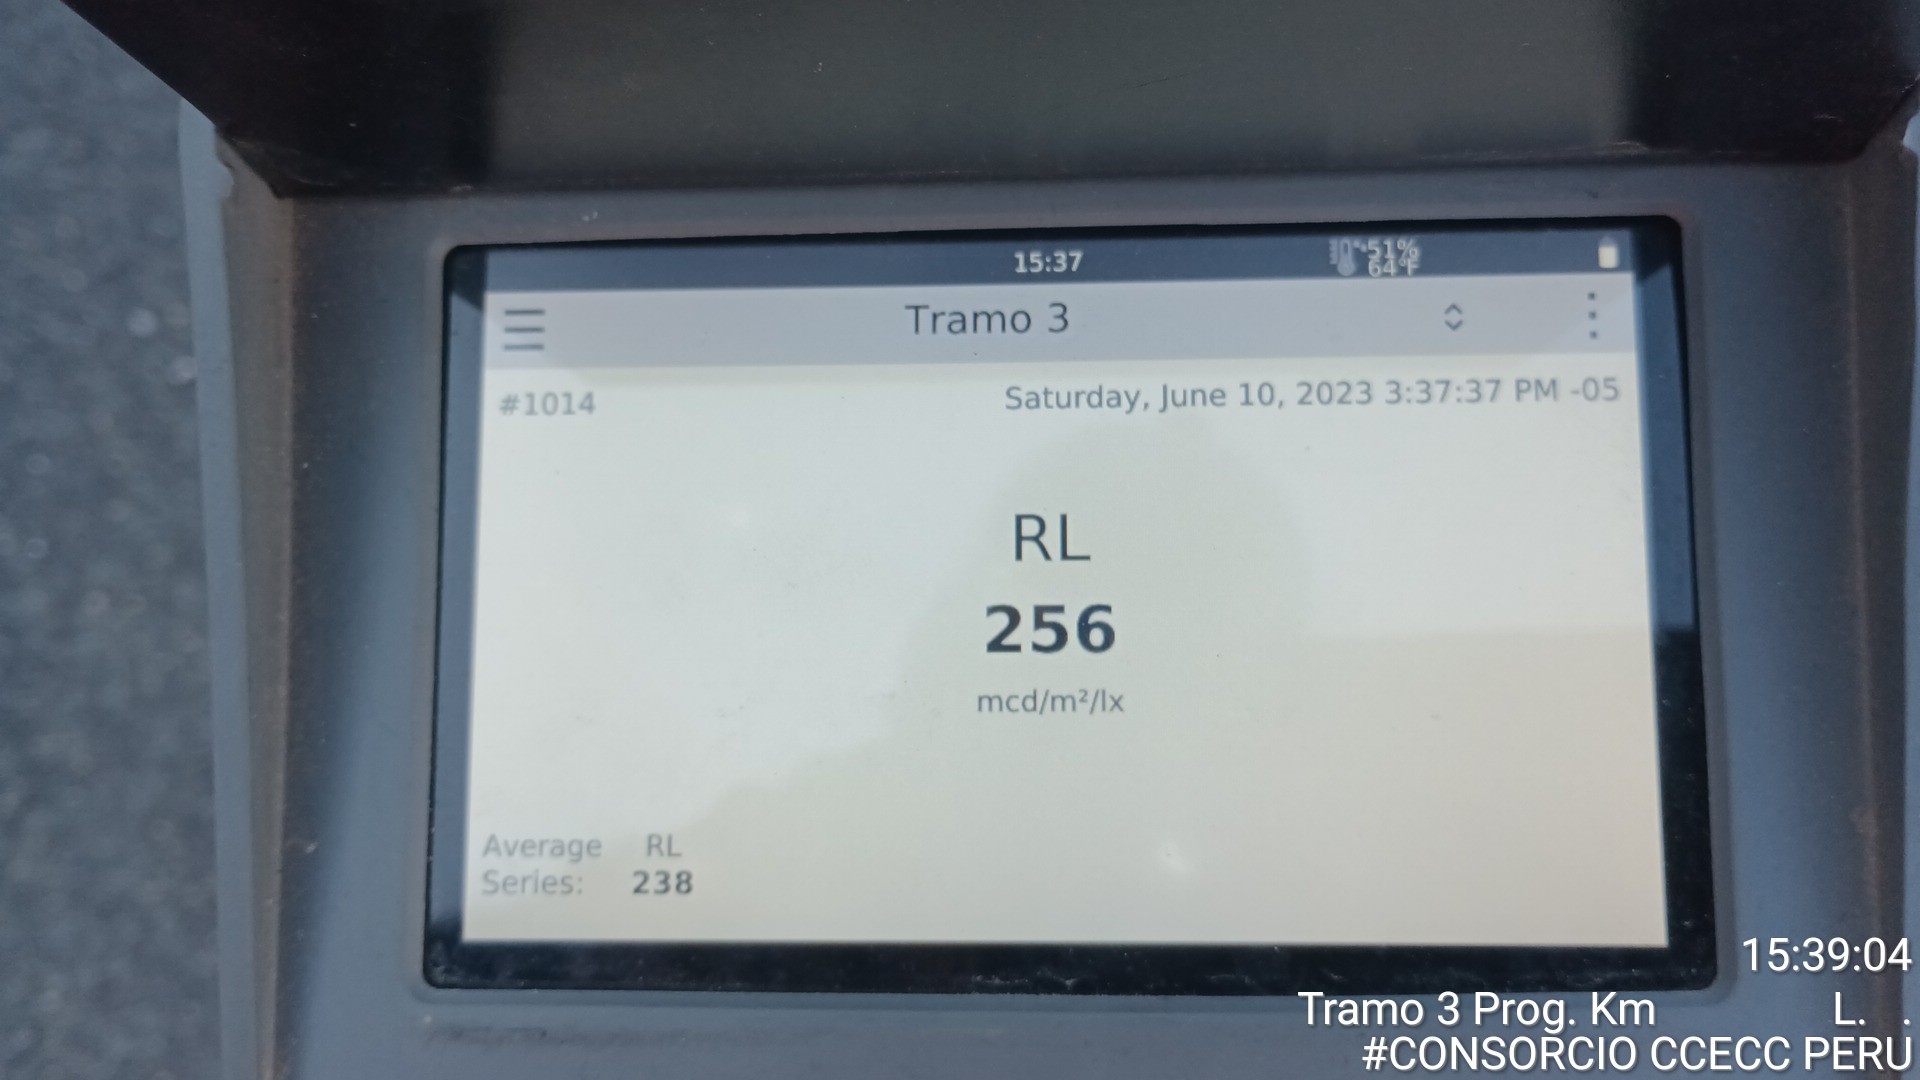 15:37
51%
64°F
Tramo 3
#1014
Saturday, June 10, 2023 3:37:37 PM -05
RL
256
mcd/m²/lx
Average RL
Series: 238
15:39:04
Tramo 3 Prog. Km L. .
#CONSORCIO CCECC PERU